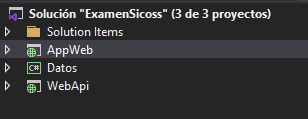 Solución "ExamenSicoss" (3 de 3 proyectos)
Solution Items
AppWeb
C# Datos
WebApi